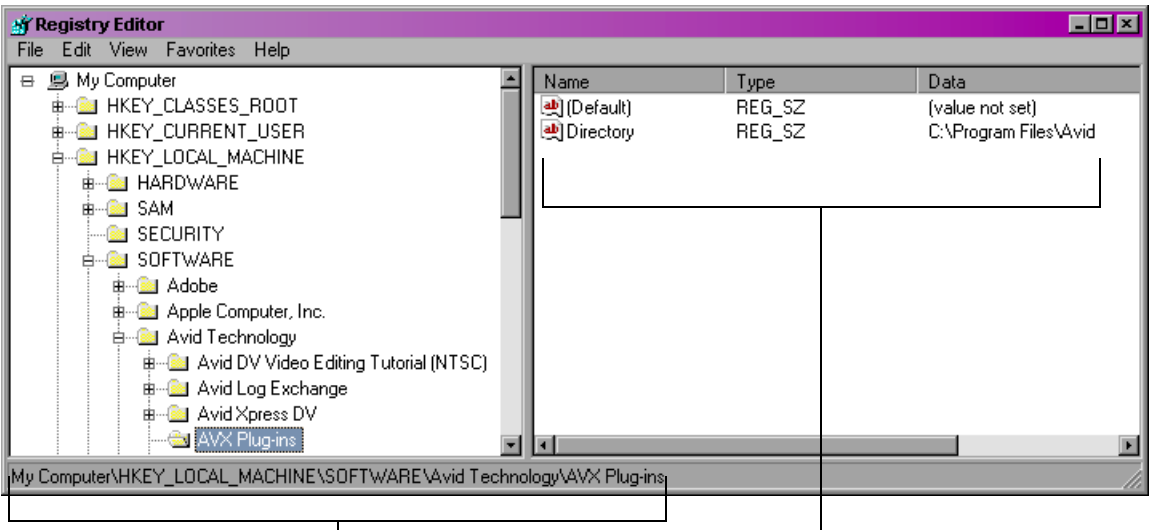 Registry Editor
File Edit View Favorites Help
My Computer
HKEY_CLASSES_ROOT
HKEY_CURRENT_USER
HKEY_LOCAL_MACHINE
HARDWARE
SAM
SECURITY
SOFTWARE
Adobe
Apple Computer, Inc.
Avid Technology
Avid DV Video Editing Tutorial (NTSC)
Avid Log Exchange
Avid Xpress DV
AVX Plug-ins
Name Type Data
ab (Default) REG_SZ (value not set)
ab Directory REG_SZ C:\Program Files\Avid
My Computer\HKEY_LOCAL_MACHINE\SOFTWARE\Avid Technology\AVX Plug-ins